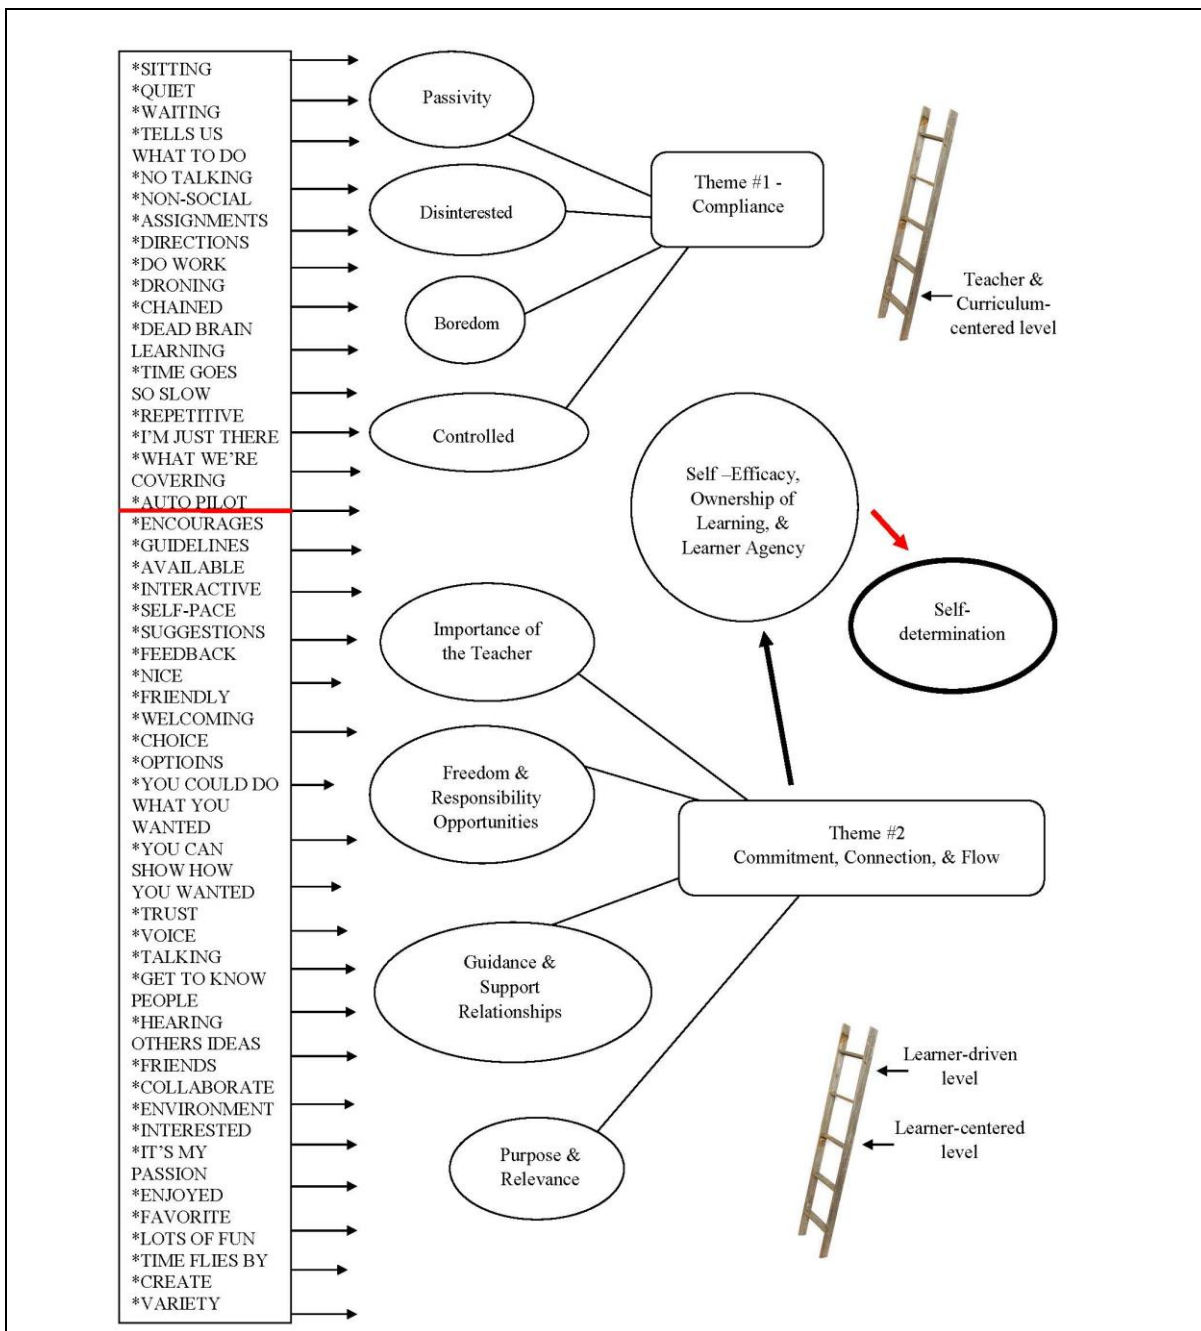 *SITTING
*QUIET
*WAITING
*TELLS US
WHAT TO DO
*NO TALKING
*NON-SOCIAL
*ASSIGNMENTS
*DIRECTIONS
*DO WORK
*DRONING
*CHAINED
*DEAD BRAIN
LEARNING
*TIME GOES
SO SLOW
*REPETITIVE
*I'M JUST THERE
*WHAT WE'RE
COVERING
*AUTO PILOT
*ENCOURAGES
*GUIDELINES
*AVAILABLE
*INTERACTIVE
*SELF-PACE
*SUGGESTIONS
*FEEDBACK
*NICE
*FRIENDLY
*WELCOMING
*CHOICE
*OPTIOINS
*YOU COULD DO
WHAT YOU
WANTED
*YOU CAN
SHOW HOW
YOU WANTED
*TRUST
*VOICE
*TALKING
*GET TO KNOW
PEOPLE
*HEARING
OTHERS IDEAS
*FRIENDS
*COLLABORATE
*ENVIRONMENT
*INTERESTED
*IT'S MY
PASSION
*ENJOYED
*FAVORITE
*LOTS OF FUN
*TIME FLIES BY
*CREATE
*VARIETY
Passivity
Disinterested
Boredom
Controlled
Theme #1 -
Compliance
Teacher &
Curriculum-
centered level
Self –Efficacy,
Ownership of
Learning, &
Learner Agency
Self-
determination
Importance of
the Teacher
Freedom &
Responsibility
Opportunities
Guidance &
Support
Relationships
Purpose &
Relevance
Theme #2
Commitment, Connection, & Flow
Learner-driven
level
Learner-centered
level